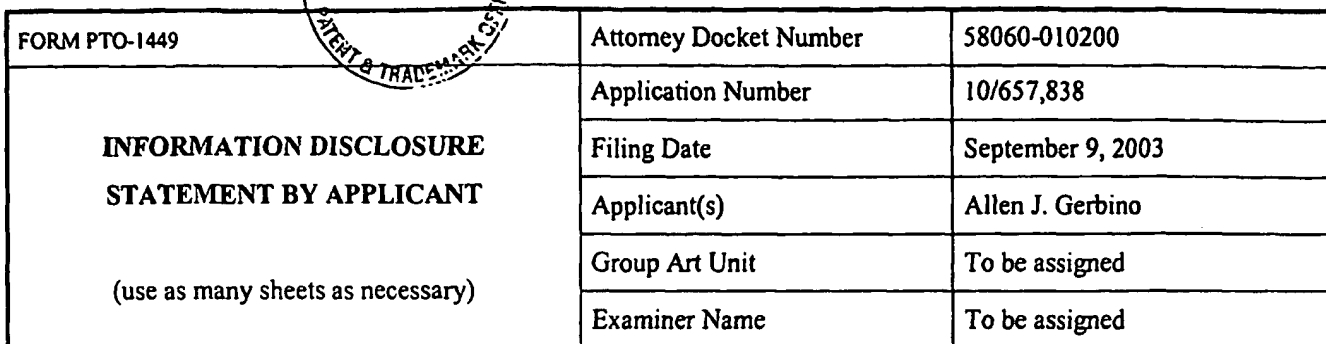 PATENT & TRADEMARK
FORM PTO-1449
INFORMATION DISCLOSURE
STATEMENT BY APPLICANT
(use as many sheets as necessary)
Attorney Docket Number 58060-010200
Application Number 10/657,838
Filing Date September 9, 2003
Applicant(s) Allen J. Gerbino
Group Art Unit To be assigned
Examiner Name To be assigned